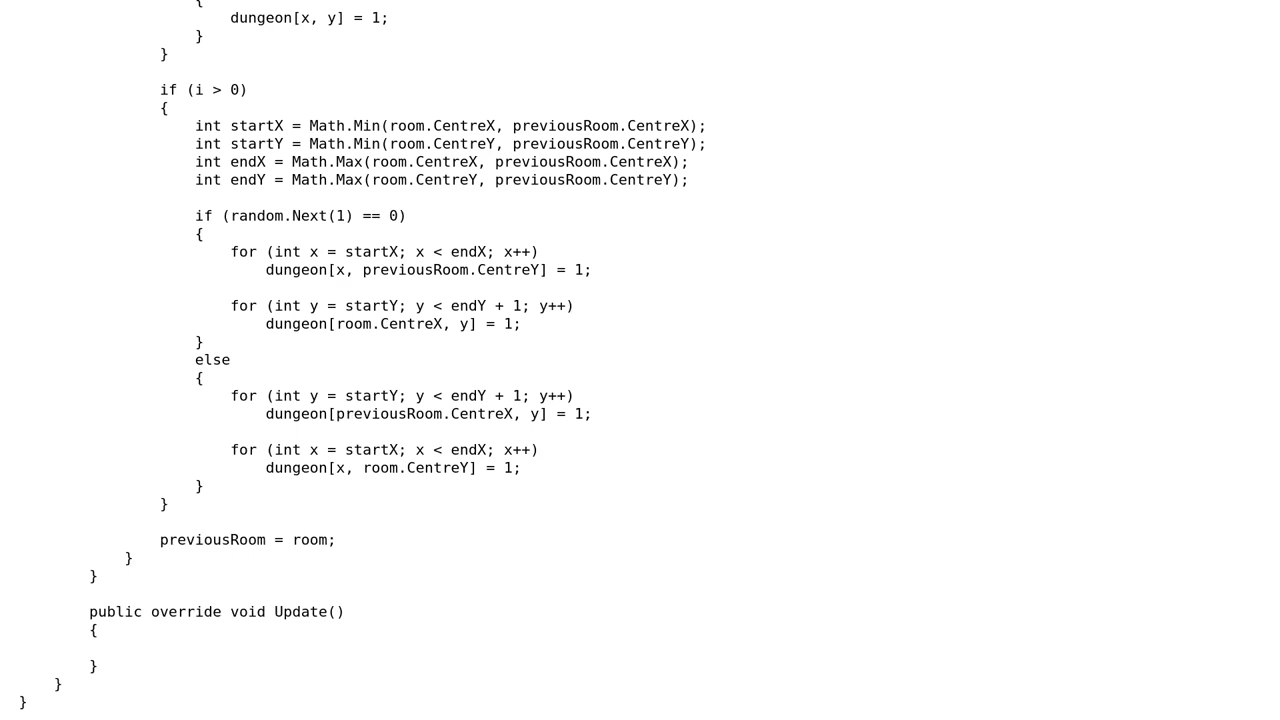 {
dungeon[x, y] = 1;
}
}
if (i > 0)
{
int startX = Math.Min(room.CentreX, previousRoom.CentreX);
int startY = Math.Min(room.CentreY, previousRoom.CentreY);
int endX = Math.Max(room.CentreX, previousRoom.CentreX);
int endY = Math.Max(room.CentreY, previousRoom.CentreY);
if (random.Next(1) == 0)
{
for (int x = startX; x < endX; x++)
dungeon[x, previousRoom.CentreY] = 1;
for (int y = startY; y < endY + 1; y++)
dungeon[room.CentreX, y] = 1;
}
else
{
for (int y = startY; y < endY + 1; y++)
dungeon[previousRoom.CentreX, y] = 1;
for (int x = startX; x < endX; x++)
dungeon[x, room.CentreY] = 1;
}
}
previousRoom = room;
}
}
public override void Update()
{
}
}
}